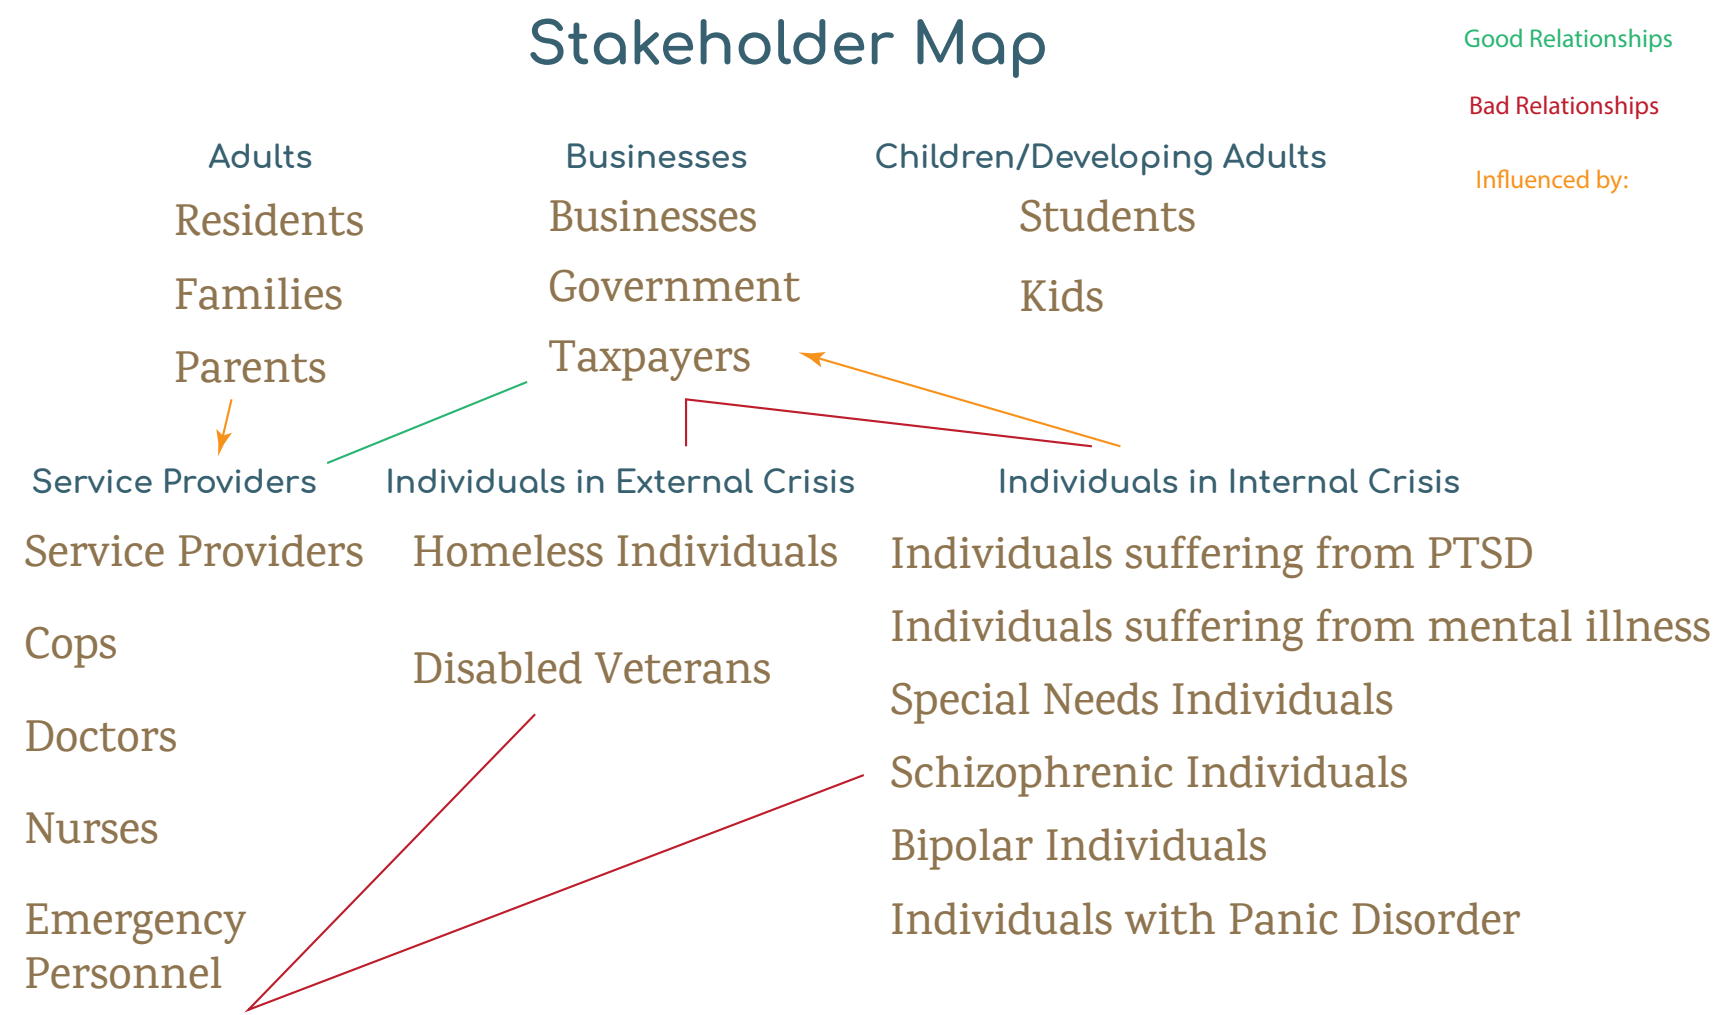 Stakeholder Map
Good Relationships
Bad Relationships
Influenced by:
Adults
Residents
Families
Parents
Businesses
Businesses
Government
Taxpayers
Children/Developing Adults
Students
Kids
Service Providers
Service Providers
Cops
Doctors
Nurses
Emergency
Personnel
Individuals in External Crisis
Homeless Individuals
Disabled Veterans
Individuals in Internal Crisis
Individuals suffering from PTSD
Individuals suffering from mental illness
Special Needs Individuals
Schizophrenic Individuals
Bipolar Individuals
Individuals with Panic Disorder